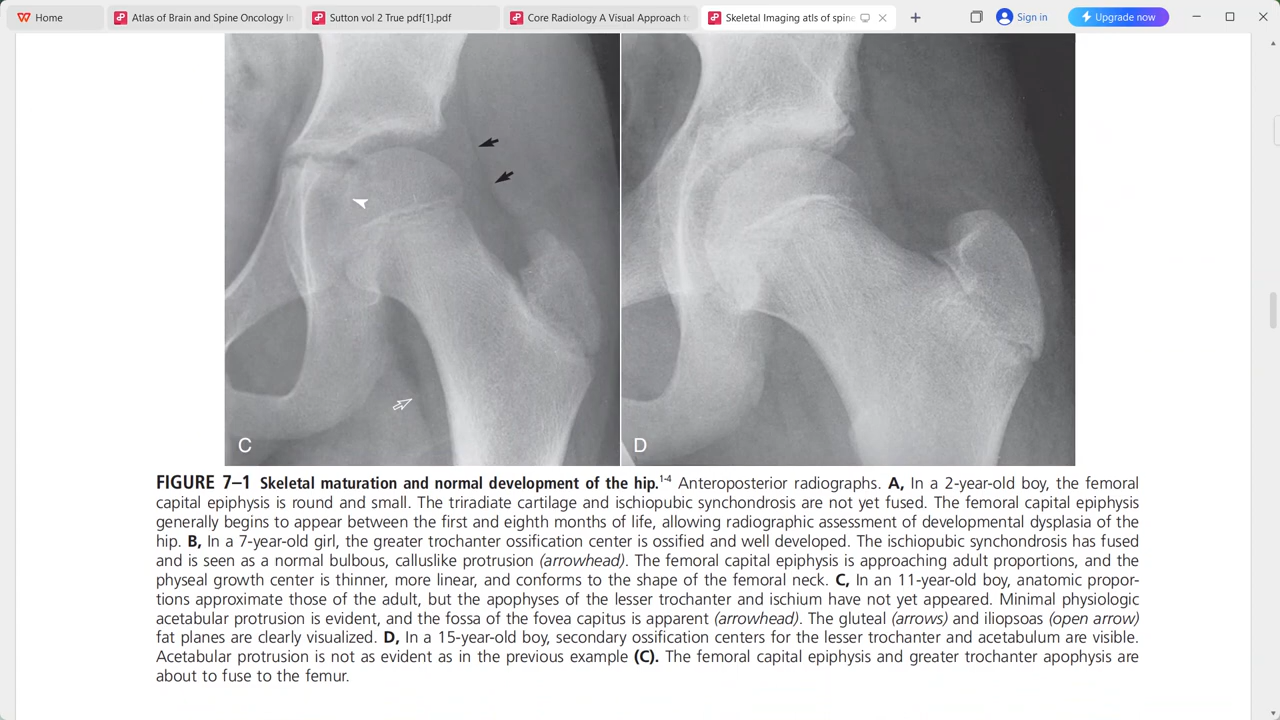 Home
Atlas of Brain and Spine Oncology I
Sutton vol 2 True pdf[1].pdf
Core Radiology A Visual Approach to
Skeletal Imaging atls of spine
Sign in
Upgrade now
C
D
FIGURE 7–1 Skeletal maturation and normal development of the hip.1-4 Anteroposterior radiographs. A, In a 2-year-old boy, the femoral
capital epiphysis is round and small. The triradiate cartilage and ischiopubic synchondrosis are not yet fused. The femoral capital epiphysis
generally begins to appear between the first and eighth months of life, allowing radiographic assessment of developmental dysplasia of the
hip. B, In a 7-year-old girl, the greater trochanter ossification center is ossified and well developed. The ischiopubic synchondrosis has fused
and is seen as a normal bulbous, calluslike protrusion (arrowhead). The femoral capital epiphysis is approaching adult proportions, and the
physeal growth center is thinner, more linear, and conforms to the shape of the femoral neck. C, In an 11-year-old boy, anatomic propor-
tions approximate those of the adult, but the apophyses of the lesser trochanter and ischium have not yet appeared. Minimal physiologic
acetabular protrusion is evident, and the fossa of the fovea capitus is apparent (arrowhead). The gluteal (arrows) and iliopsoas (open arrow)
fat planes are clearly visualized. D, In a 15-year-old boy, secondary ossification centers for the lesser trochanter and acetabulum are visible.
Acetabular protrusion is not as evident as in the previous example (C). The femoral capital epiphysis and greater trochanter apophysis are
about to fuse to the femur.